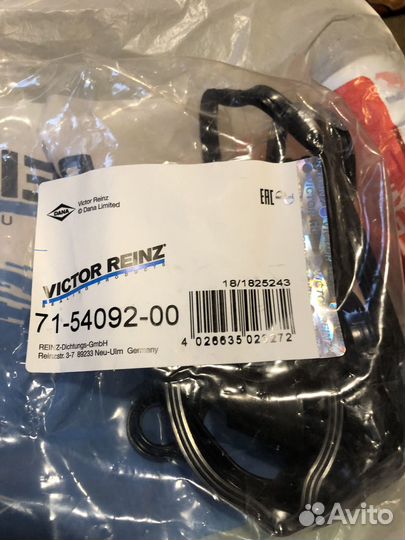 DANA
Victor Reinz
© Dana Limited
EAC
VICTOR REINZ
18/1825243
71-54092-00
4 026635 022272
REINZ-Dichtungs-GmbH
Reinzstr. 3-7 89233 Neu-Ulm Germany
Avito